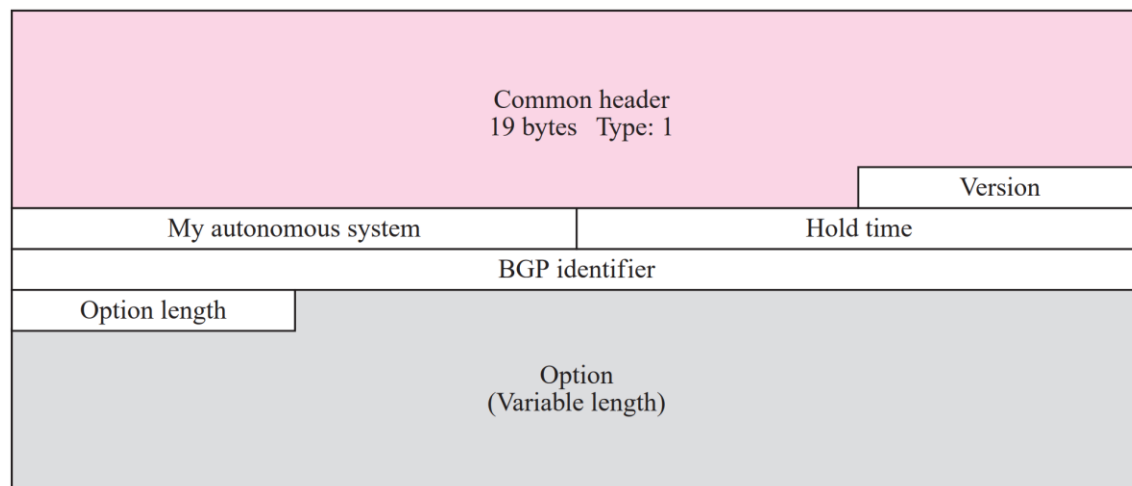 Common header
19 bytes Type: 1
Version
My autonomous system
Hold time
BGP identifier
Option length
Option
(Variable length)